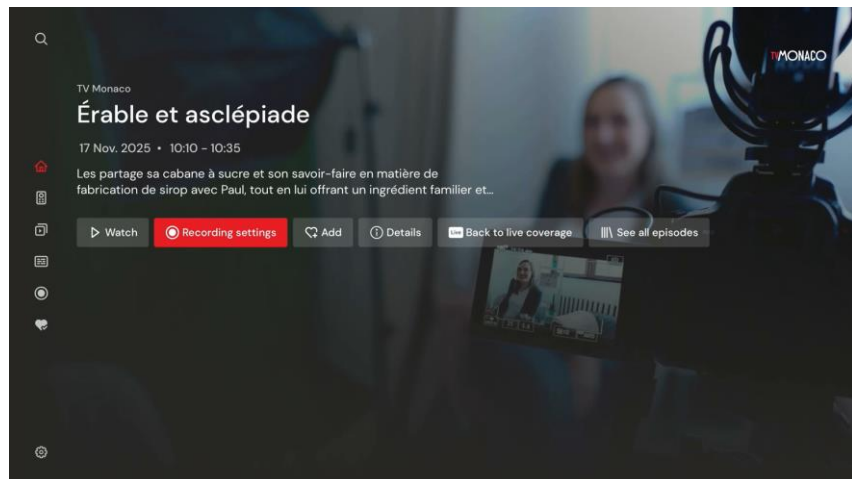 TVMONACO
TV Monaco
Érable et asclépiade
17 Nov. 2025 • 10:10 – 10:35
Les partage sa cabane à sucre et son savoir-faire en matière de
fabrication de sirop avec Paul, tout en lui offrant un ingrédient familier et...
Watch
Recording settings
Add
Details
Live Back to live coverage
See all episodes